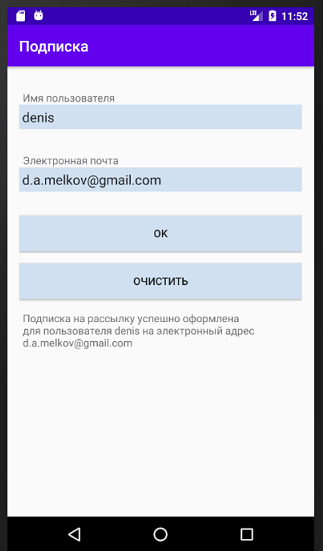 LTE 11:52
Подписка
Имя пользователя
denis
Электронная почта
d.a.melkov@gmail.com
ОК
ОЧИСТИТЬ
Подписка на рассылку успешно оформлена
для пользователя denis на электронный адрес
d.a.melkov@gmail.com